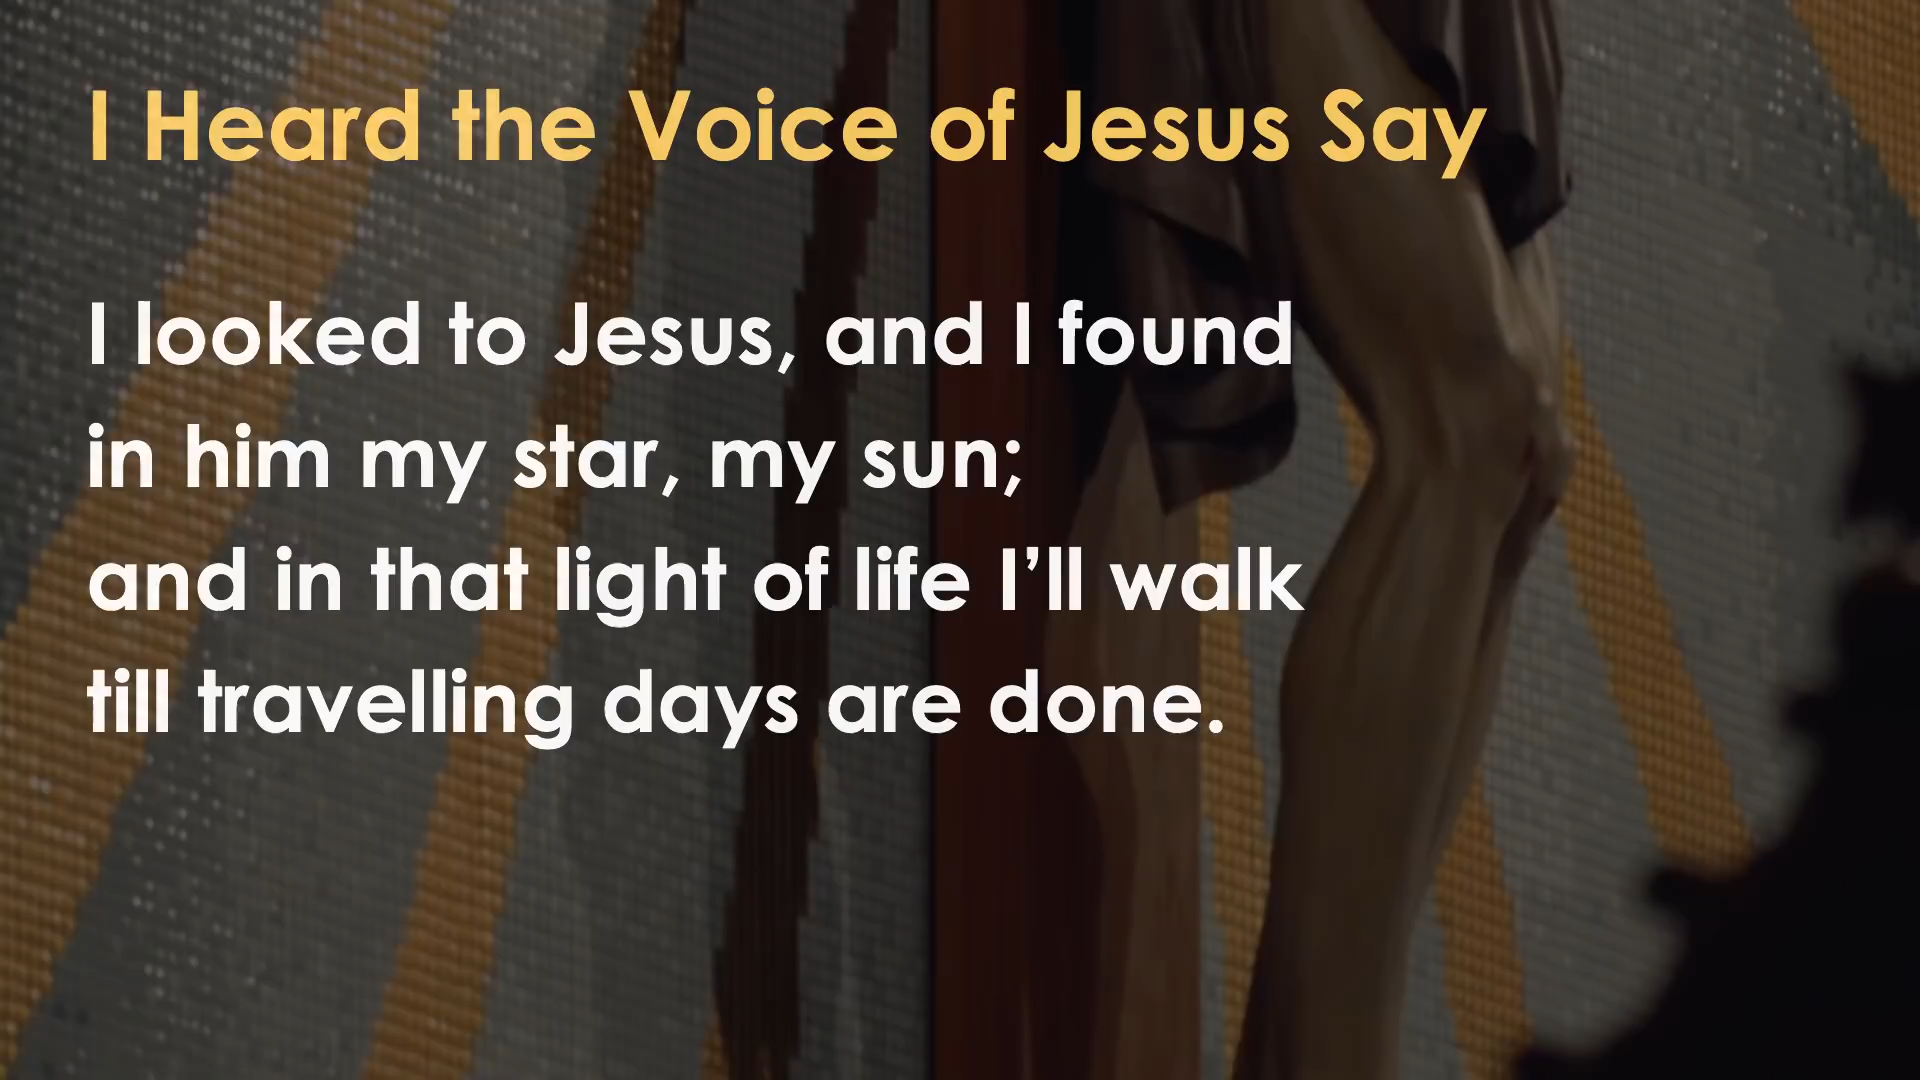 I Heard the Voice of Jesus Say
I looked to Jesus, and I found
in him my star, my sun;
and in that light of life I’ll walk
till travelling days are done.